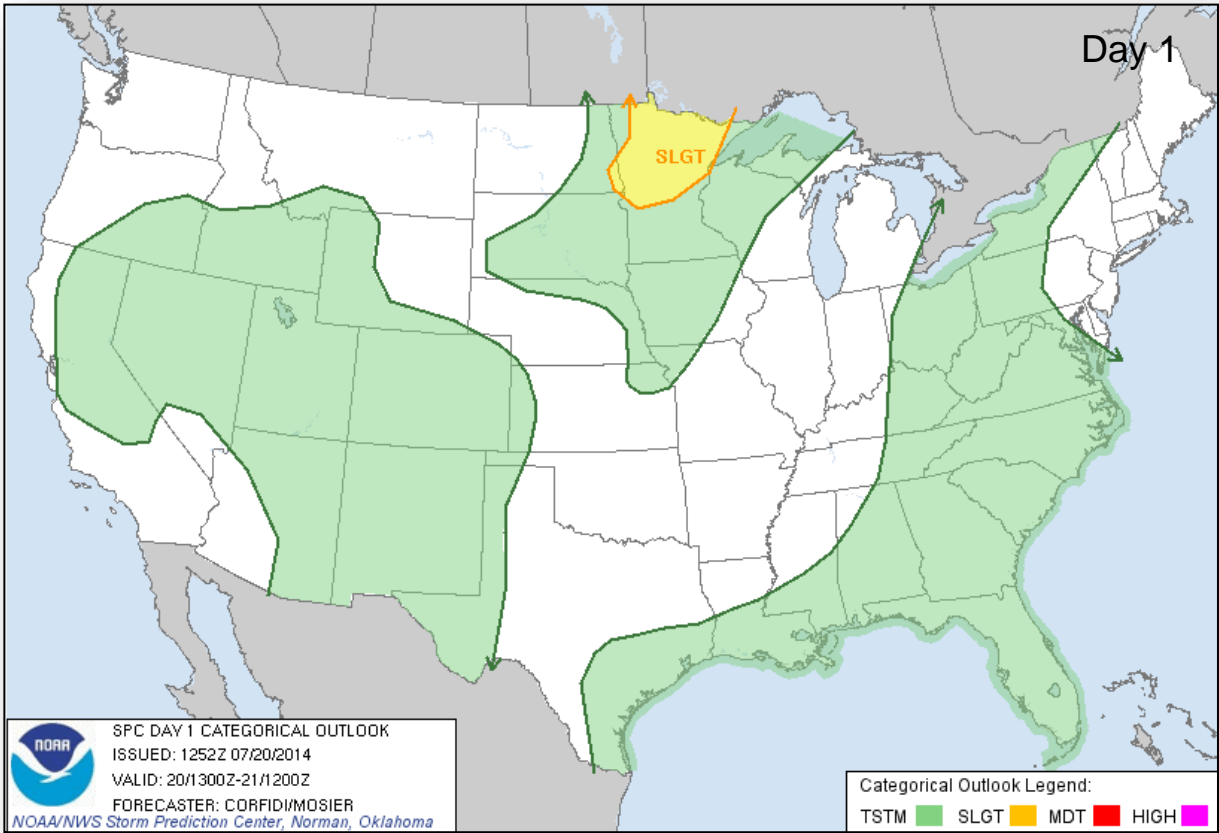 Day 1
SLGT
SPC DAY 1 CATEGORICAL OUTLOOK
ISSUED: 1252Z 07/20/2014
VALID: 20/1300Z-21/1200Z
FORECASTER: CORFIDI/MOSIER
NOAA
NOAA/NWS Storm Prediction Center, Norman, Oklahoma
Categorical Outlook Legend:
TSTM SLGT MDT HIGH